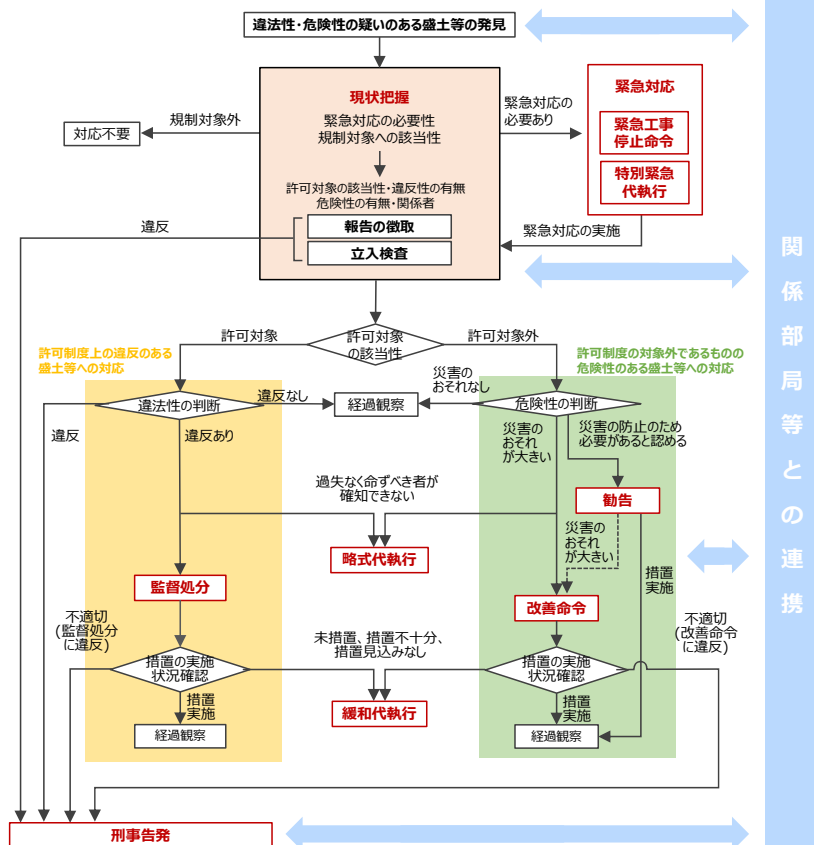 違法性・危険性の疑いのある盛土等の発見
現状把握
緊急対応の必要性
規制対象への該当性
許可対象の該当性・違反性の有無
危険性の有無・関係者
報告の徴取
立入検査
規制対象外
対応不要
緊急対応の
必要あり
緊急対応
緊急工事
停止命令
特別緊急
代執行
緊急対応の実施
違反
関係部局等との連携
許可対象
許可対象
の該当性
許可対象外
許可制度上の違反のある
盛土等への対応
許可制度の対象外であるものの
危険性のある盛土等への対応
違法性の判断
違反なし
経過観察
災害の
おそれなし
危険性の判断
違反
違反あり
災害の
おそれ
が大きい
災害の防止のため
必要があると認める
過失なく命ずべき者が
確知できない
勧告
災害の
おそれ
が大きい
略式代執行
監督処分
改善命令
措置
実施
不適切
(監督処分
に違反)
不適切
(改善命令
に違反)
措置の実施
状況確認
未措置、措置不十分、
措置見込みなし
措置の実施
状況確認
措置
実施
緩和代執行
措置
実施
経過観察
経過観察
刑事告発